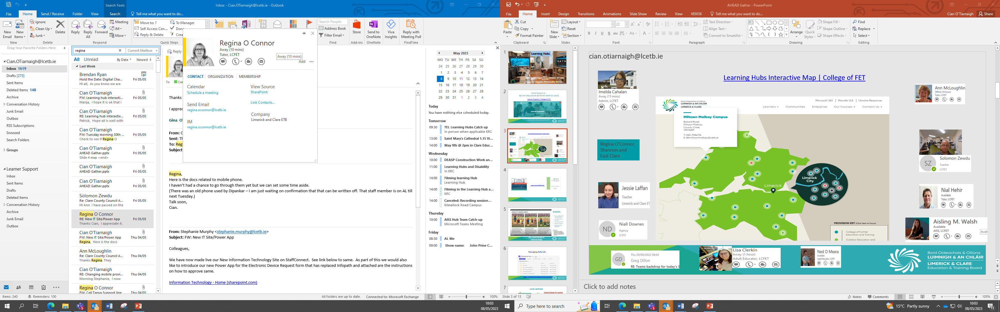 Search Tools
Inbox - Cian.OTiarnaigh@lcetb.ie - Outlook
File Home Send / Receive Folder View Search Tell me what you want to do...
New Email
New Items
Ignore
Clean Up
Junk
Delete
Reply
Reply All
Forward
Meeting
IM
More
Move to: ?
Self Access Cen...
Reply & Delete
To Manager
Done
Crea
Search People
Address Book
Filter Email
Store
Send to OneNote
Viva Insights
Reply with Meeting Poll
New Delete Respond Quick Steps Find Add-ins OneNote FindTime
Drag Your Favorite Folders Here
Cian.OTiarnaigh@lcetb.ie
Inbox 1619
Drafts [273]
Sent Items
Deleted Items 148
Archive
Conversation History
Junk Email
Outbox
RSS Subscriptions
Snoozed
Search Folders
Groups
Learner Support
Inbox
Sent Items
Drafts
Deleted Items
Conversation History
Archive
Junk Email
Outbox
regina
Current Mailbox
All Unread By Date Newest
Last Week
Brendan Ryan
Hold the Date: Digital Cha... Fri 05/05
Hi all, As you know we are
Cian O'Tiarnaigh
FW: Learning hub interacti... Fri 05/05
Marija, I hope it is ok that I
Cian O'Tiarnaigh
RE: Learning hub interactiv... Fri 05/05
Patrick, Hope all is well with
Cian O'Tiarnaigh
FW: Tuesday morning 30th ... Fri 05/05
Check to see if Regina O
Cian O'Tiarnaigh
AHEAD Gather.pptx Fri 05/05
Slide 4 map <end>
Cian O'Tiarnaigh
AHEAD Gather.pptx Fri 05/05
Cian O'Tiarnaigh
AHEAD Gather.pptx Fri 05/05
Solomon Zewdu
Re: Clare County Council A... Fri 05/05
Hi Ann I have passed on the
Regina O Connor
RE: New IT Site/Power App Fri 05/05
Thanks Cian, I appreciate it.
Cian O'Tiarnaigh
FW: New IT Site/Power App Thu 04/05
Regina, Here is the docs
Ann McLoughlin
Re: Clare County Council A... Thu 04/05
Thanks Regina. They
Cian O'Tiarnaigh
RE: Changing mobile provi... Thu 04/05
Morning Stephanie, I now
Regina O Connor
FW: Call Tanya Support line Thu 04/05
Items: 240 Reminders: 100
Reply
To Cian
Thanks
I apprec
Gina O'
From: C
Sent: Th
To: Reg
Subject
Regina O Connor
Away (10 mins)
Tutor, LCFET
Away (10 mins)
Add
CONTACT ORGANIZATION MEMBERSHIP
Calendar
Schedule a meeting
View Source
SharePoint
Link Contacts...
Send Email
regina.oconnor@lcetb.ie
Company
Limerick and Clare ETB
IM
regina.oconnor@lcetb.ie
Regina,
Here is the docs related to mobile phone.
I haven't had a chance to go through them yet but we can set some time aside.
(There was an old phone used by Dipankar – I am just waiting on confirmation that that can be written off. That staff member is on AL till
next Tuesday.)
Talk soon,
Cian.
From: Stephanie Murphy <stephanie.murphy@lcetb.ie>
Subject: FW: New IT Site/Power App
Colleagues,
We have now made live our New Information Technology Site on StaffConnect. See link below to same. As part of this we would also
like to introduce our new Power App for the Electronic Device Request form that has replaced Infopath and attached are the instructions
on how to approve same.
Information Technology - Home (sharepoint.com)
All folders are up to date. Connected to: Microsoft Exchange 100%
May 2023
MO TU WE TH FR SA SU
24 25 26 27 28 29 30
1 2 3 4 5 6 7
8 9 10 11 12 13 14
15 16 17 18 19 20 21
22 23 24 25 26 27 28
29 30 31 1 2 3 4
Today
You have nothing else scheduled today.
Tomorrow
09:30 TEL Learning Hubs Catch up
In person when applicable KRC
13:00 Saint Mary's Cathedral 1.15 Vi...
14:00 May 9th @ 2pm in Clare Educ...
Wednesday
10:00 DEASP Construction Work an...
11:00 Learning Hubs and Disability
In KRC
14:00 Filming learning Hub
Learning Hub
14:00 Filming in the Learning Hub a...
KRC
14:00 Canceled: Recording session...
Kilmallock Road Campus
Thursday
10:00 AISS Hub Team Catch-up
Microsoft Teams Meeting
Friday
08:30 AL Me
09:00 Show name: John Prine C...
10:03
08/05/2023
AHEAD Gather - PowerPoint
File Home Insert Design Transitions Animations Slide Show Review View VEVOX Tell me what you want to do...
Cian O'Tiarnaigh Share
Paste
Cut
Copy
Format Painter
New Slide
Layout
Reset
Section
22
Text Direction
Align Text
Convert to SmartArt
Arrange
Quick Styles
Shape Fill
Shape Outline
Shape Effects
Find
Replace
Select
Clipboard Slides Font Paragraph Drawing Editing
1
Learning Hubs
GATH
Learner Support Personality Shines
2
Learner Supports via
ACTIVE INCLUSION SUPPORT SERVICE (AISS)
Learner Supports | College of FET
Learner Supports
3
4
5
BARRIERS
6
Managing Referrals
7
LCETB's RESPONSE
Universal Design for Learning
cian.otiarnaigh@lcetb.ie
Learning Hubs Interactive Map | College of FET
Imelda Cahalan
Away (15 mins)
Admin, LCFET
Regina O'Connor,
Shannon and
East Clare
Jessie Laffan
Teacher
Limerick and Clare ET
ND
Niall Downes
Agency
LCFET
Bord Oideachais & Oiliúna
LUIMNIGH & AN CHLÁIR
LIMERICK & CLARE
Microsoft 365 | Moodle VLE | Ukraine Response
Learners Communities Enterprise Our Courses Contact Us
Miltown Malbay Campus
Ballard Road,
Miltown Malbay,
County Clare,
V95 R2EP
T: 065-7084774
E: fetmiltownmalbay@lcetb.ie
Limerick
Limerick City
PROVISION KEY (Click Item to Focus)
College of Further
Education and Training
Outdoor Education and
Ann McLoughlin
Offline (19 hours)
Tutor, LCFET
SZ
Solomon Zewdu
Teacher
LCFET
Nial Hehir
Available
Tutor, LCFET
Aisling M. Walsh
Available
AISS, LCFET
Avail
GD
Thu 29/09/2022 08:42
Greg Dillon
RE: Teams backdrop for today's S
KILMALLOCK
Lisa Clerkin
Away (1 hour)
Adult Educator, LCFET
Ned O Meara
Available
Adult Educator, LCFET
Bord Oideachais & Oiliúna
LUIMNIGH & AN CHLÁIR
LIMERICK & CLARE
Education & Training Board
Click to add notes
Slide 3 of 13
Notes Comments 105%
Type here to search
15°C Partly sunny
10:03
08/05/2023